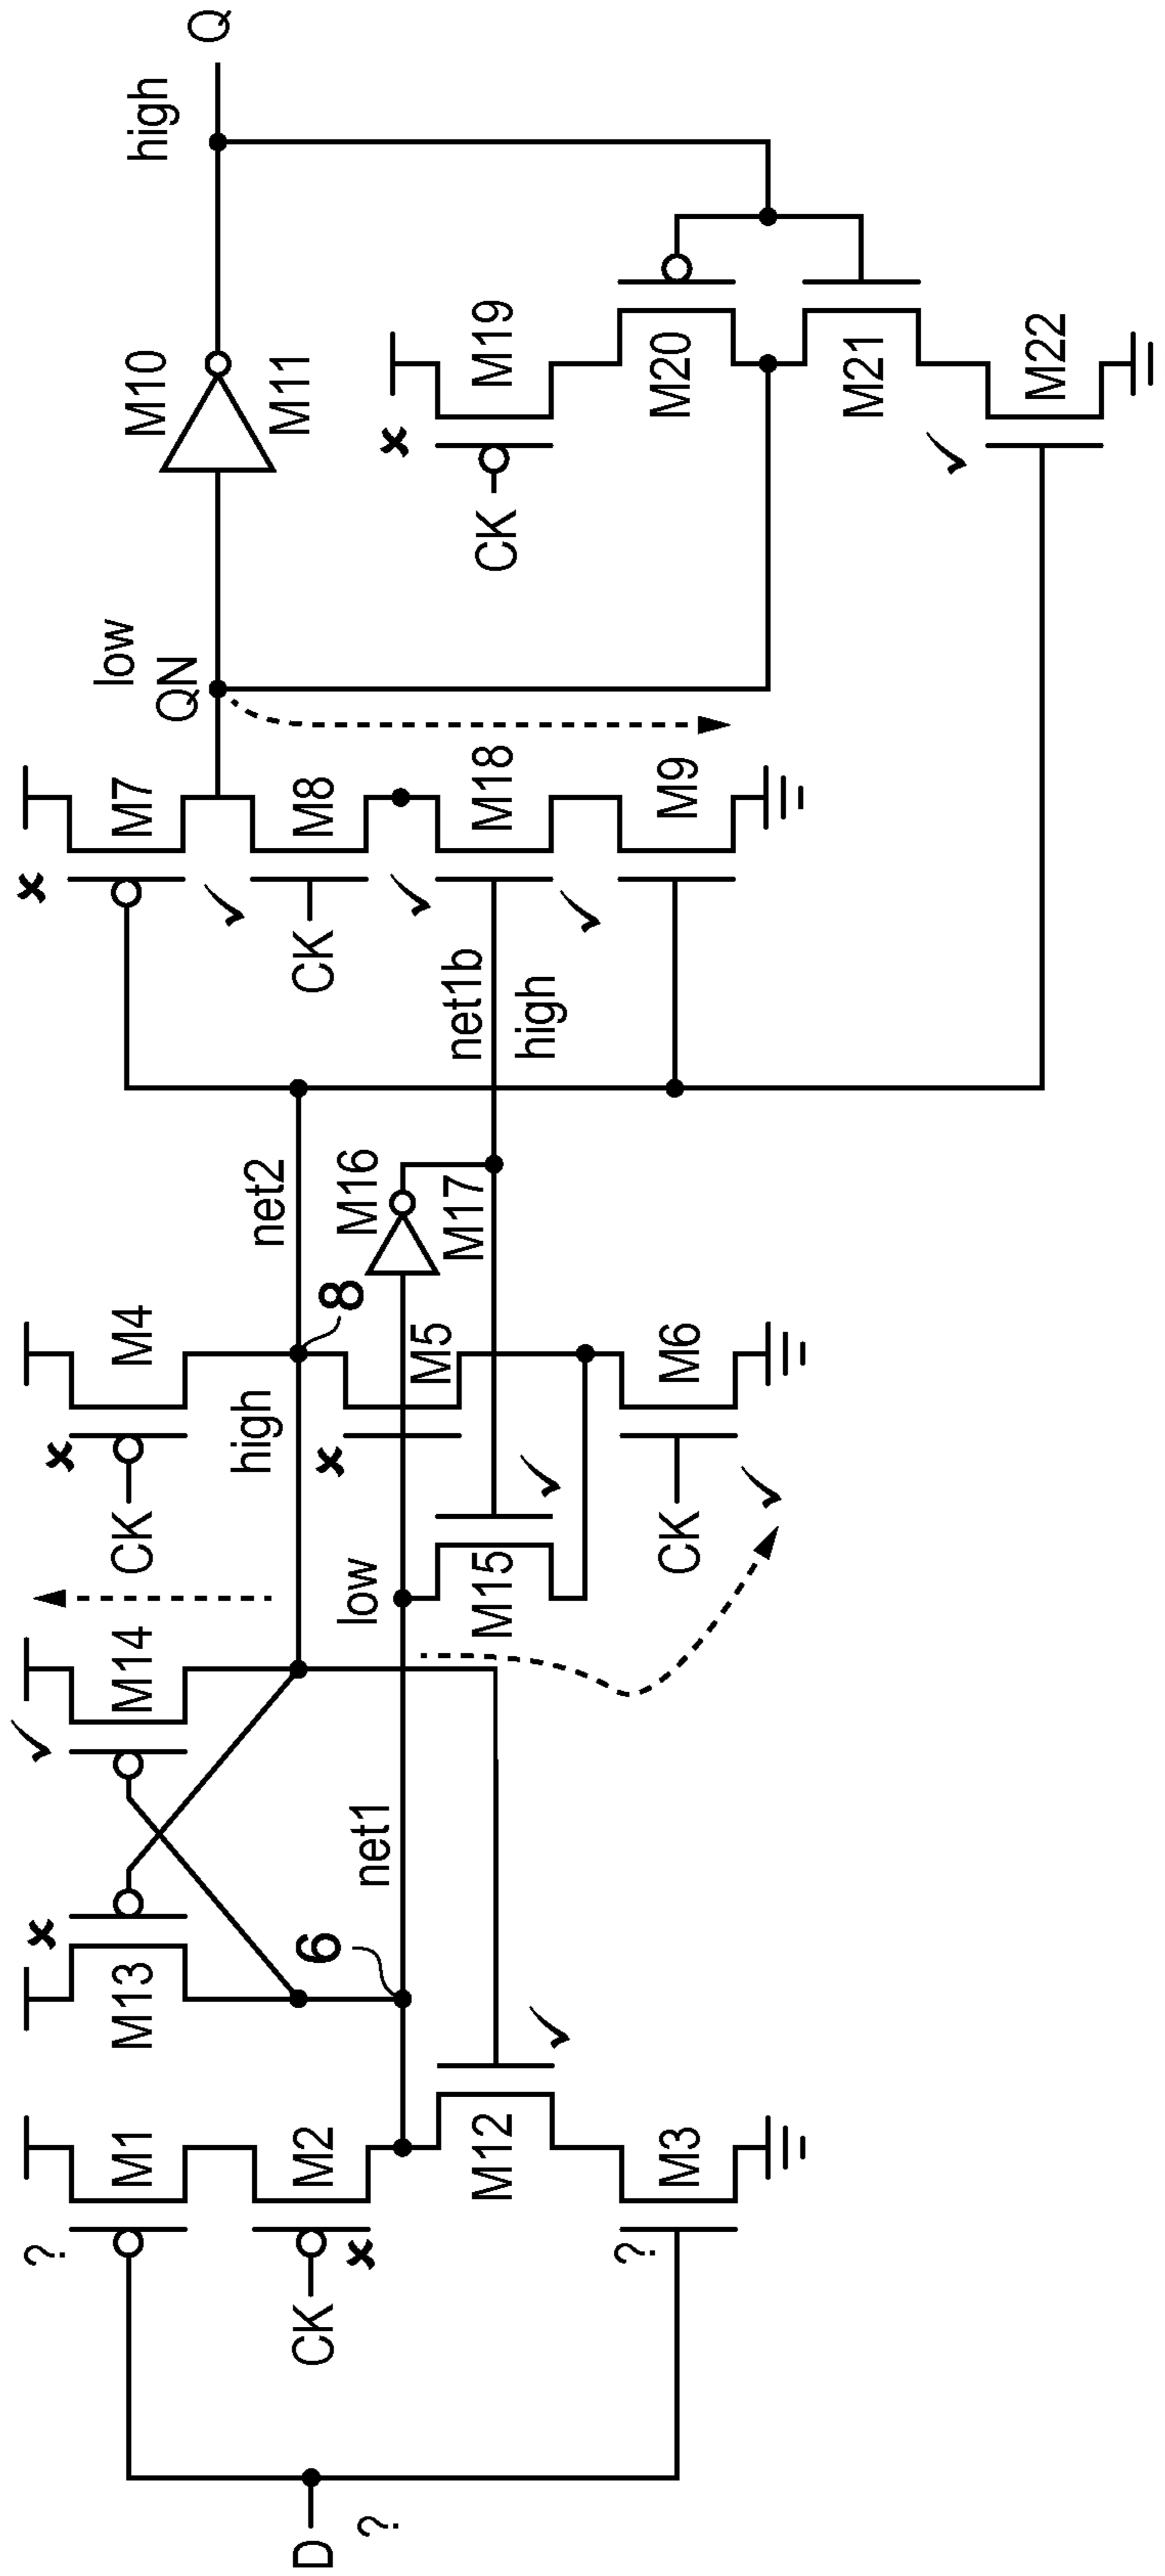 D
?
?
M1
CK
M2
M12
?
M3
M13
6
net1
M14
low
M15
CK
M4
high
8
M5
CK
M6
net2
M16
M17
net1b
high
M7
CK
M8
M18
M9
low
QN
CK
M10
M11
M19
M20
M21
M22
high
Q